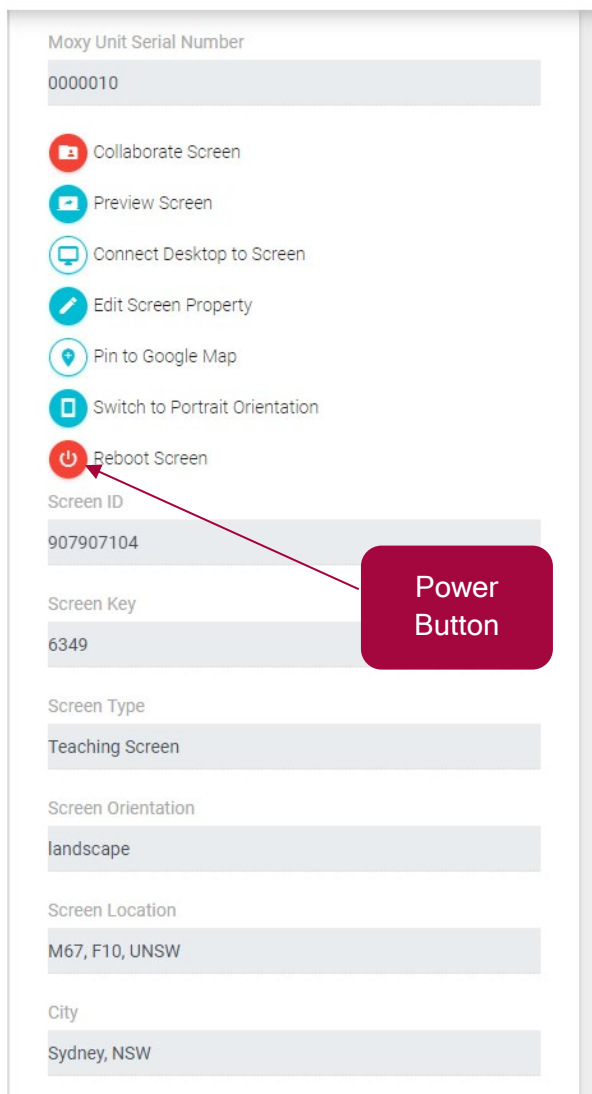 Moxy Unit Serial Number
0000010
Collaborate Screen
Preview Screen
Connect Desktop to Screen
Edit Screen Property
Pin to Google Map
Switch to Portrait Orientation
Reboot Screen
Screen ID
907907104
Power
Button
Screen Key
6349
Screen Type
Teaching Screen
Screen Orientation
landscape
Screen Location
M67, F10, UNSW
City
Sydney, NSW